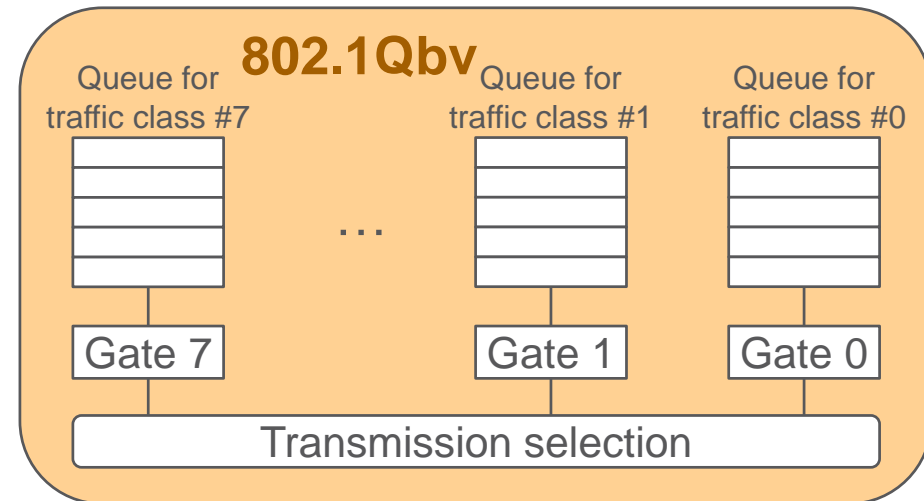 802.1Qbv
Queue for
traffic class #7
Queue for
traffic class #1
Queue for
traffic class #0
...
Gate 7
Gate 1
Gate 0
Transmission selection